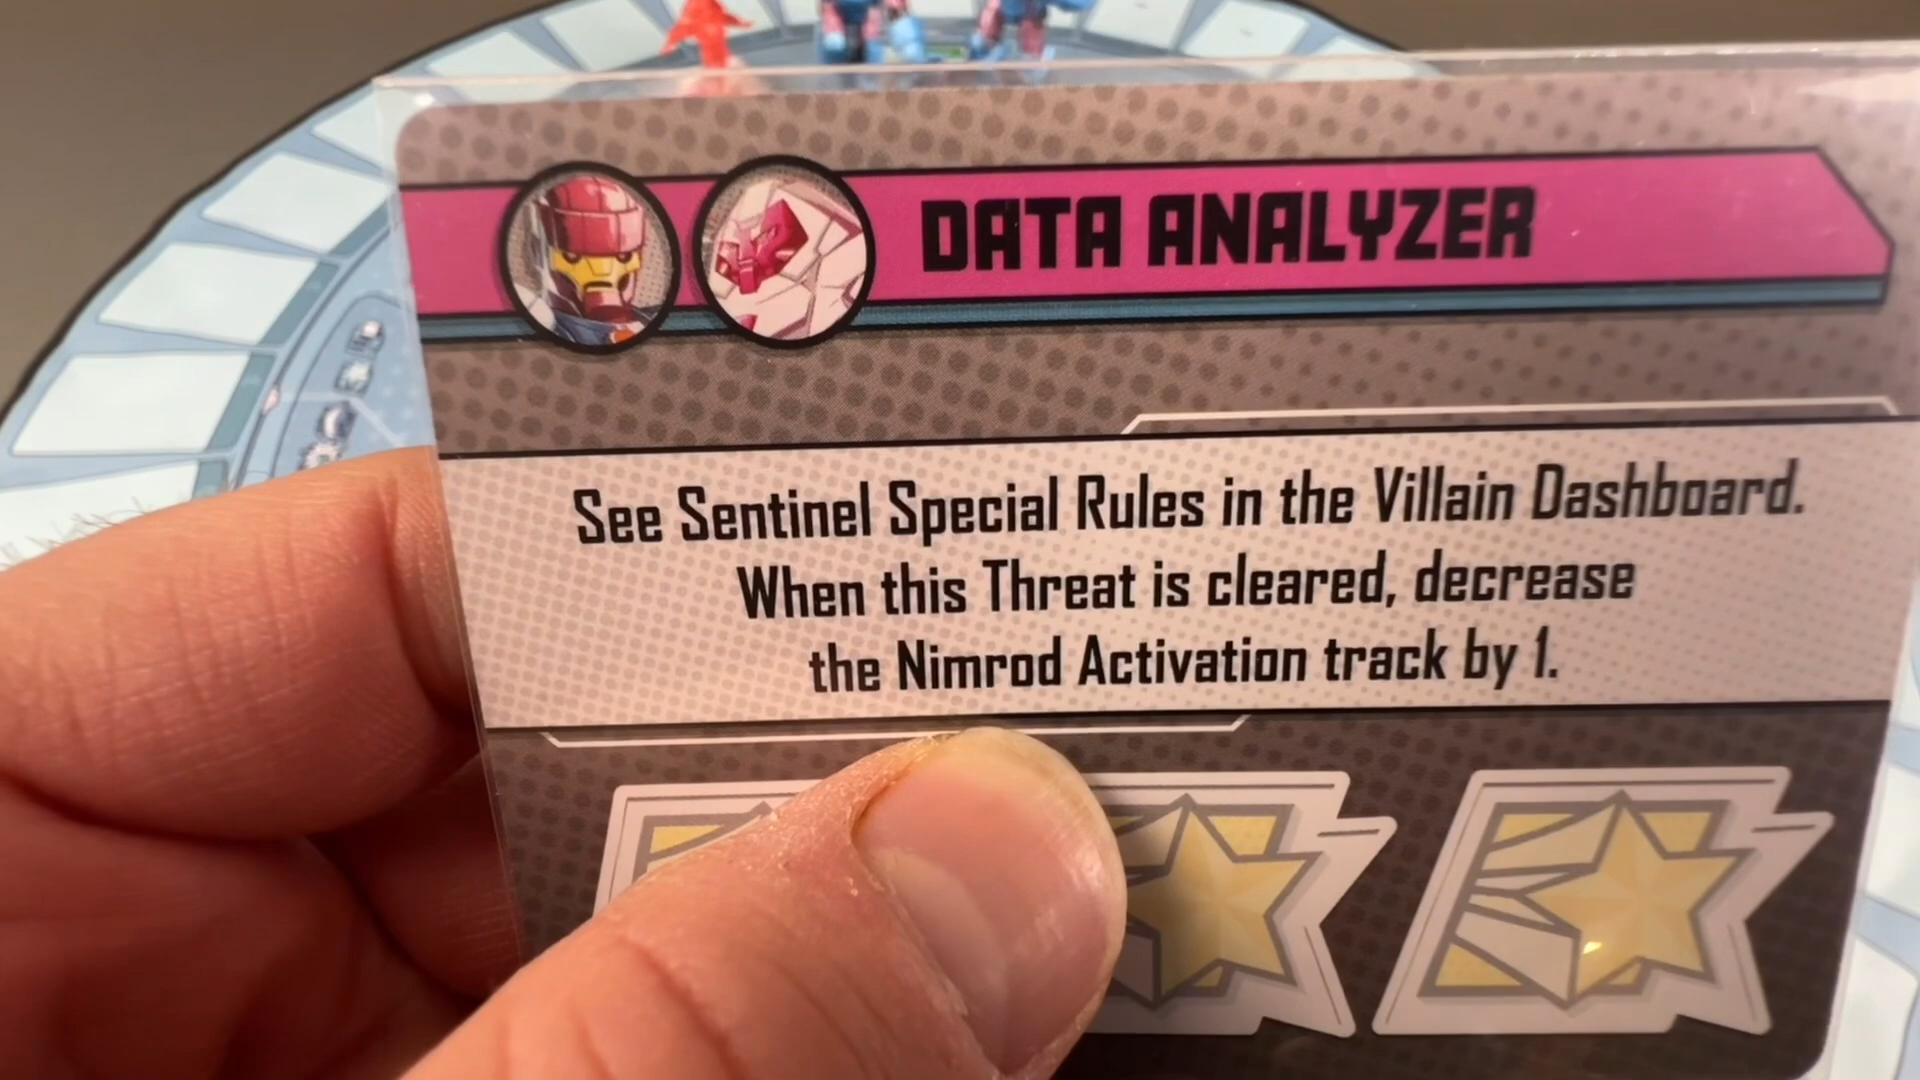 DATA ANALYZER
See Sentinel Special Rules in the Villain Dashboard.
When this Threat is cleared, decrease
the Nimrod Activation track by 1.